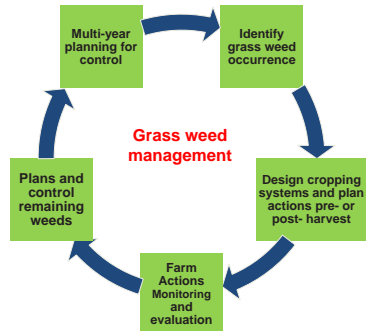 Multi-year
planning for
control
Identify
grass weed
occurrence
Grass weed
management
Design cropping
systems and plan
actions pre- or
post- harvest
Farm
Actions
Monitoring
and
evaluation
Plans and
control
remaining
weeds